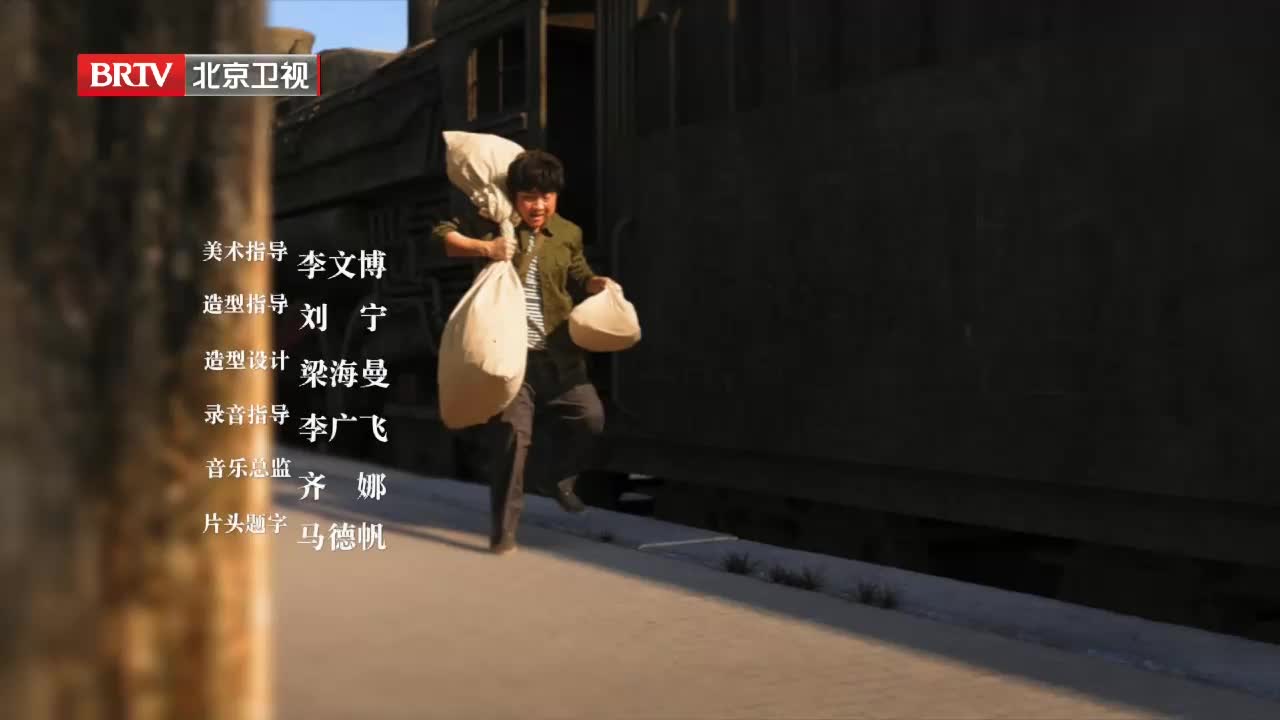 BRTV 北京卫视
美术指导 李文博
造型指导 刘 宁
造型设计 梁海曼
录音指导 李广飞
音乐总监 齐 娜
片头题字 马德帆